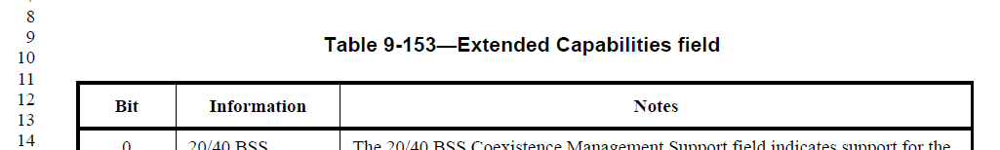 8
9
Table 9-153—Extended Capabilities field
10
11
12
Bit Information Notes
13
14
0 20/40 BSS The 20/40 BSS Coexistence Management Support field indicates support for the